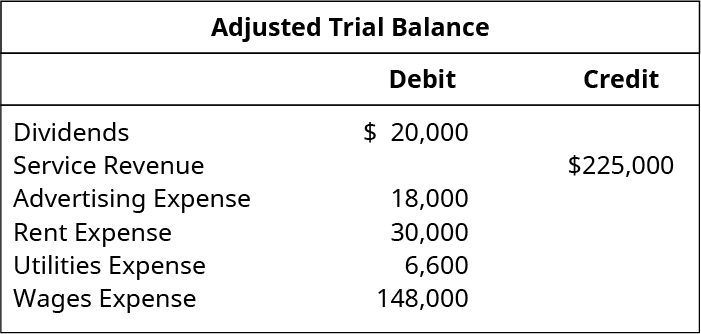 Adjusted Trial Balance
Debit Credit
Dividends $ 20,000
Service Revenue $225,000
Advertising Expense 18,000
Rent Expense 30,000
Utilities Expense 6,600
Wages Expense 148,000